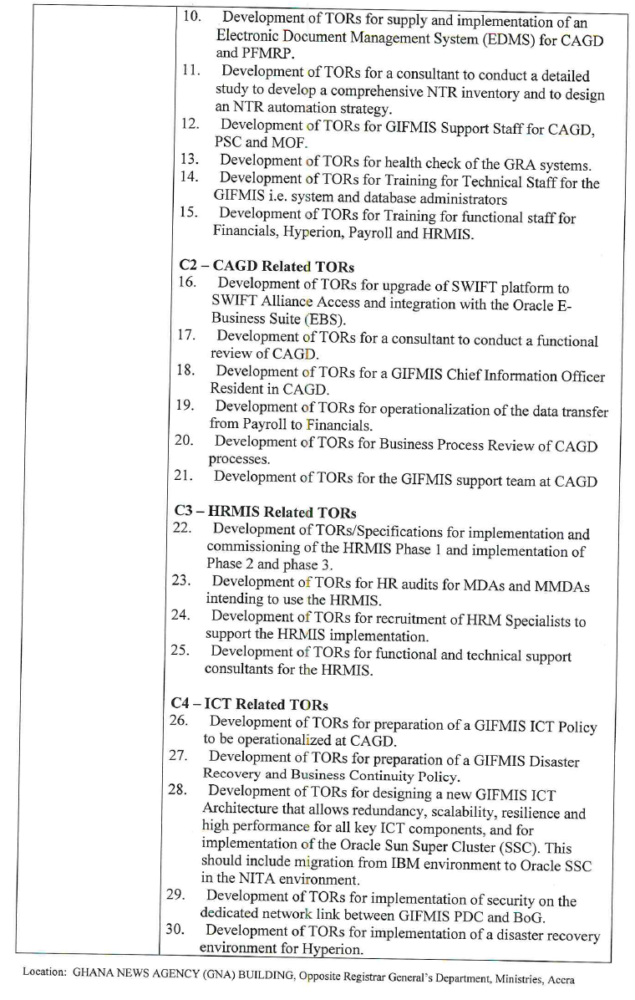 10. Development of TORs for supply and implementation of an
Electronic Document Management System (EDMS) for CAGD
and PFMRP.
11. Development of TORs for a consultant to conduct a detailed
study to develop a comprehensive NTR inventory and to design
an NTR automation strategy.
12. Development of TORs for GIFMIS Support Staff for CAGD,
PSC and MOF.
13. Development of TORs for health check of the GRA systems.
14. Development of TORs for Training for Technical Staff for the
GIFMIS i.e. system and database administrators
15. Development of TORs for Training for functional staff for
Financials, Hyperion, Payroll and HRMIS.
C2 – CAGD Related TORs
16. Development of TORs for upgrade of SWIFT platform to
SWIFT Alliance Access and integration with the Oracle E-
Business Suite (EBS).
17. Development of TORs for a consultant to conduct a functional
review of CAGD.
18. Development of TORs for a GIFMIS Chief Information Officer
Resident in CAGD.
19. Development of TORs for operationalization of the data transfer
from Payroll to Financials.
20. Development of TORs for Business Process Review of CAGD
processes.
21. Development of TORs for the GIFMIS support team at CAGD
C3 – HRMIS Related TORs
22. Development of TORs/Specifications for implementation and
commissioning of the HRMIS Phase 1 and implementation of
Phase 2 and phase 3.
23. Development of TORs for HR audits for MDAs and MMDAs
intending to use the HRMIS.
24. Development of TORs for recruitment of HRM Specialists to
support the HRMIS implementation.
25. Development of TORs for functional and technical support
consultants for the HRMIS.
C4 – ICT Related TORs
26. Development of TORs for preparation of a GIFMIS ICT Policy
to be operationalized at CAGD.
27. Development of TORs for preparation of a GIFMIS Disaster
Recovery and Business Continuity Policy.
28. Development of TORs for designing a new GIFMIS ICT
Architecture that allows redundancy, scalability, resilience and
high performance for all key ICT components, and for
implementation of the Oracle Sun Super Cluster (SSC). This
should include migration from IBM environment to Oracle SSC
in the NITA environment.
29. Development of TORs for implementation of security on the
dedicated network link between GIFMIS PDC and BoG.
30. Development of TORs for implementation of a disaster recovery
environment for Hyperion.
Location: GHANA NEWS AGENCY (GNA) BUILDING, Opposite Registrar General's Department, Ministries, Accra